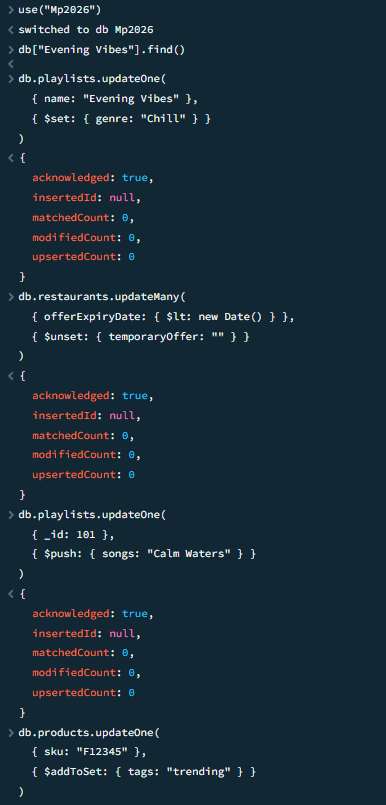 > use("Mp2026")
< switched to db Mp2026
> db["Evening Vibes"].find()
<
> db.playlists.updateOne(
{ name: "Evening Vibes" },
{ $set: { genre: "Chill" } }
)
< {
acknowledged: true,
insertedId: null,
matchedCount: 0,
modifiedCount: 0,
upsertedCount: 0
}
> db.restaurants.updateMany(
{ offerExpiryDate: { $lt: new Date() } },
{ $unset: { temporaryOffer: "" } }
)
< {
acknowledged: true,
insertedId: null,
matchedCount: 0,
modifiedCount: 0,
upsertedCount: 0
}
> db.playlists.updateOne(
{ _id: 101 },
{ $push: { songs: "Calm Waters" } }
)
< {
acknowledged: true,
insertedId: null,
matchedCount: 0,
modifiedCount: 0,
upsertedCount: 0
}
> db.products.updateOne(
{ sku: "F12345" },
{ $addToSet: { tags: "trending" } }
)